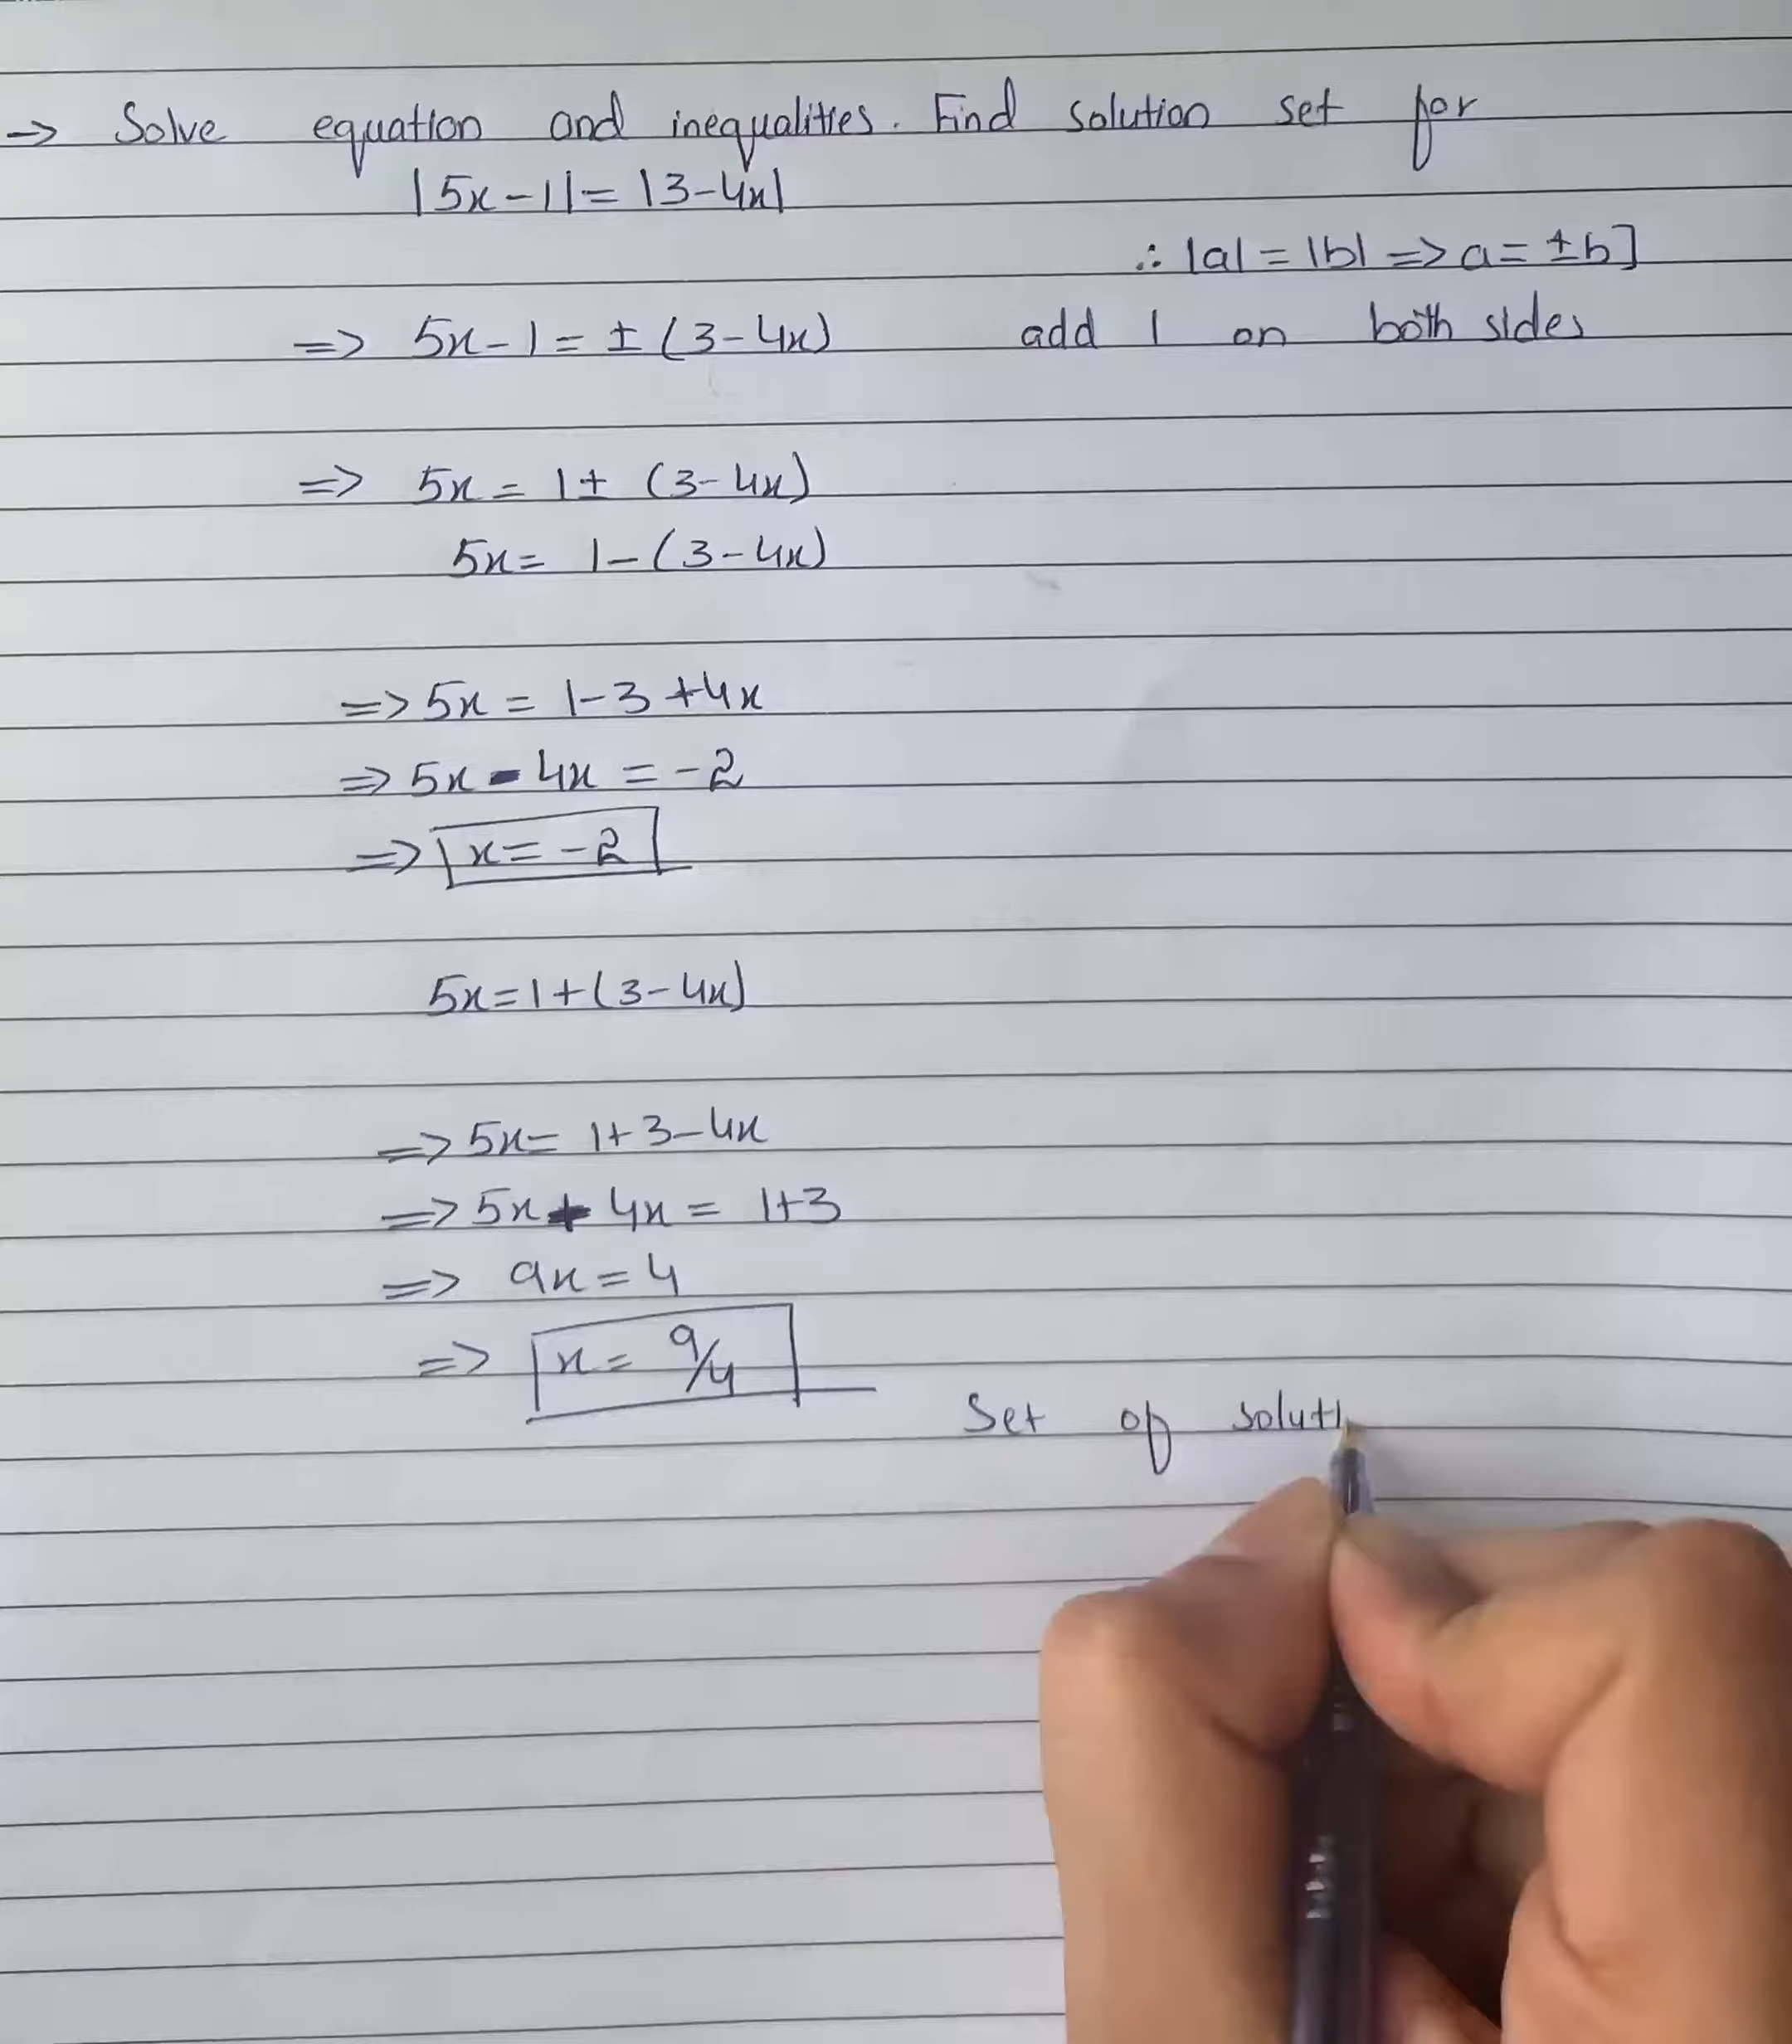 → Solve equation and inequalities. Find solution set for
|5x-1| = |3-4x|
∴ |a| = |b| => a = ±b]
=> 5x-1 = ± (3-4x) add 1 on both sides
=> 5x = 1± (3-4x)
5x = 1-(3-4x)
=> 5x = 1-3+4x
=> 5x - 4x = -2
=> x = -2
5x = 1+(3-4x)
=> 5x = 1+3-4x
=> 5x + 4x = 1+3
=> 9x = 4
=> x = 9/4
Set of soluti